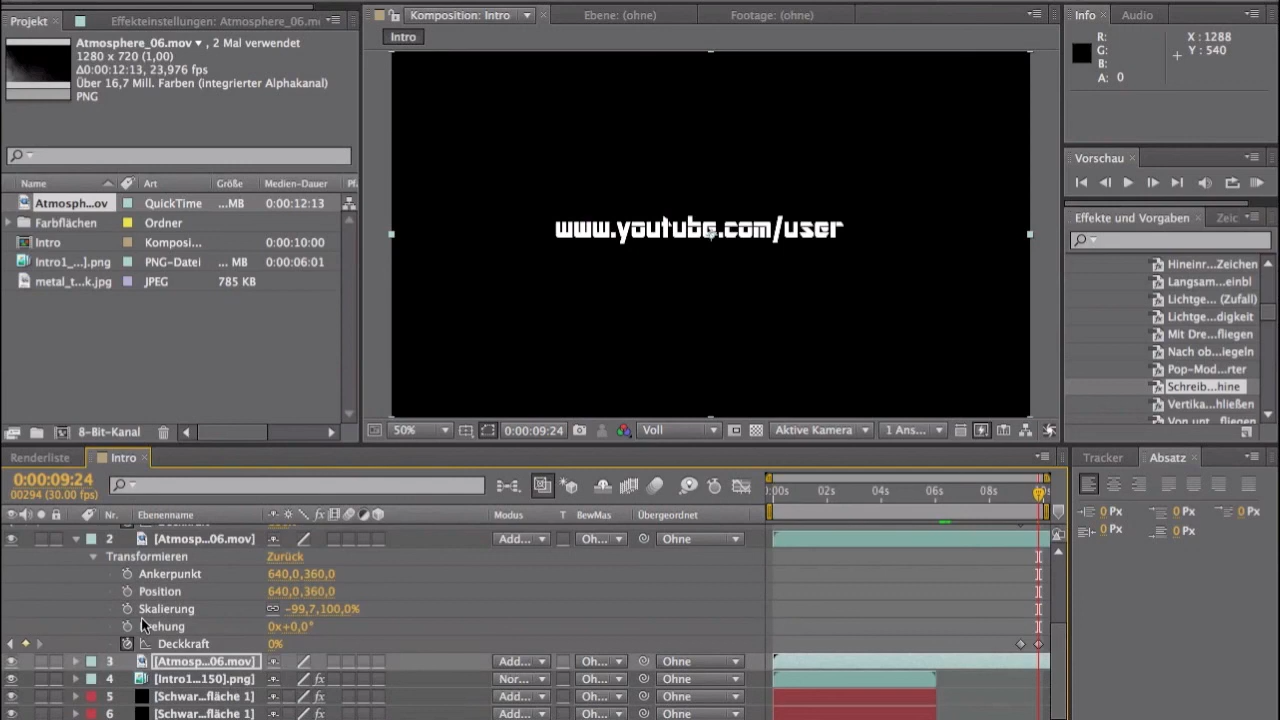 Projekt
Effekteinstellungen: Atmosphere_06.m
Komposition: Intro
Ebene: (ohne)
Footage: (ohne)
Info
Audio
Atmosphere_06.mov , 2 Mal verwendet
1280 x 720 (1,00)
Δ0:00:12:13, 23,976 fps
Über 16,7 Mill. Farben (integrierter Alphakanal)
PNG
Intro
R:
G:
B:
A: 0
X : 1288
Y : 540
www.youtube.com/user
Vorschau
Name
Art
Größe
Medien-Dauer
Atmosph...ov
QuickTime
...MB
0:00:12:13
Farbflächen
Ordner
Intro
Komposi...
0:00:10:00
Intro1_...].png
PNG-Datei
... MB
0:00:06:01
metal_t...k.jpg
JPEG
785 KB
Effekte und Vorgaben
Zeic
Hineinr...Zeichen
Langsam...einbl
Lichtge... (Zufall)
Lichtge...digkeit
Mit Dre...fliegen
Nach ob...iegeln
Pop-Mod...rter
Schreib...hine
Vertika...hließen
Von unt...fliegen
8-Bit-Kanal
50%
0:00:09:24
Voll
Aktive Kamera
1 Ans...
Renderliste
Intro
Tracker
Absatz
0:00:09:24
00294 (30.00 fps)
:00s
02s
04s
06s
08s
Nr.
Ebenenname
Modus
T
BewMas
Übergeordnet
0 Px
0 Px
0 Px
0 Px
0 Px
2
[Atmosp...06.mov]
Add...
Oh...
Ohne
Transformieren
Zurück
Ankerpunkt
640,0,360,0
Position
640,0,360,0
Skalierung
-99,7,100,0%
ehung
0x+0,0°
Deckkraft
0%
3
[Atmosp...06.mov]
Add...
Oh...
Ohne
4
[Intro1...150].png]
Nor...
Oh...
Ohne
5
[Schwar...fläche 1]
Add...
Oh...
Ohne
6
[Schwar...fläche 1]
Add...
Oh...
Ohne